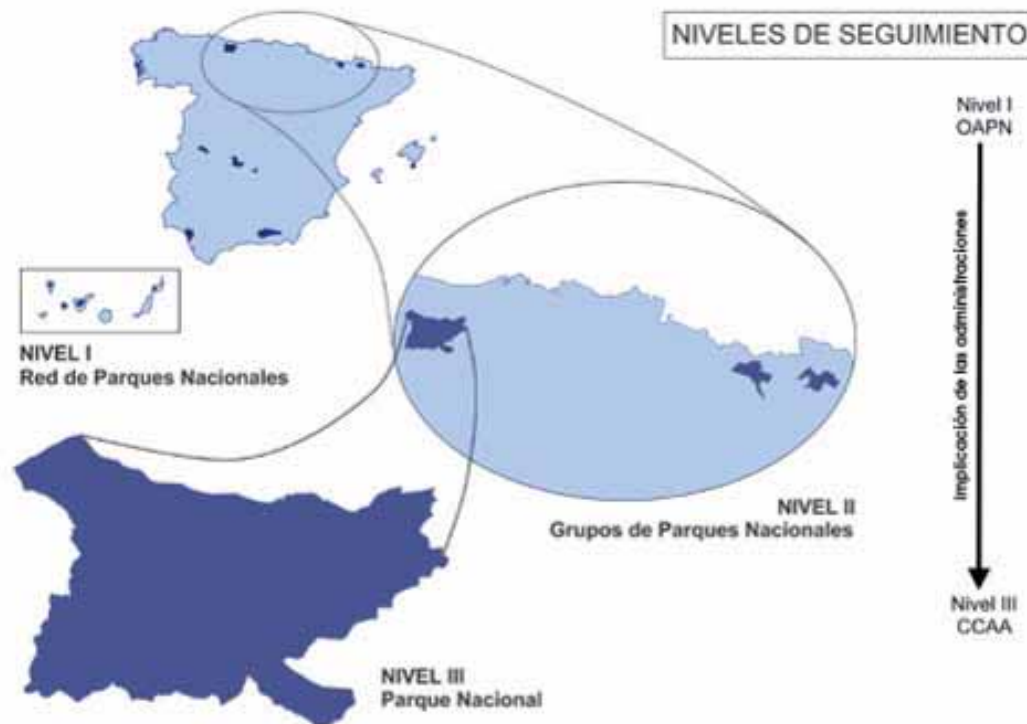 NIVELES DE SEGUIMIENTO
Nivel I
OAPN
Implicación de las administraciones
Nivel III
CCAA
NIVEL I
Red de Parques Nacionales
NIVEL II
Grupos de Parques Nacionales
NIVEL III
Parque Nacional